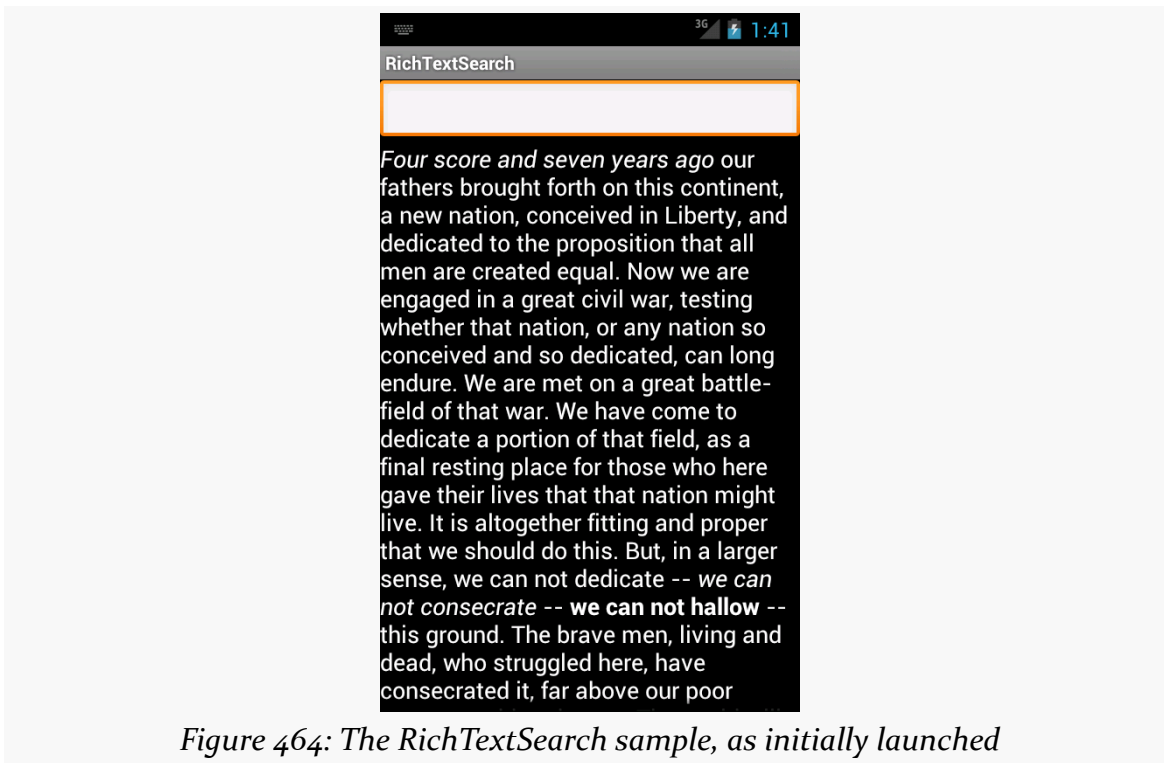 3G 1:41
RichTextSearch
Four score and seven years ago our
fathers brought forth on this continent,
a new nation, conceived in Liberty, and
dedicated to the proposition that all
men are created equal. Now we are
engaged in a great civil war, testing
whether that nation, or any nation so
conceived and so dedicated, can long
endure. We are met on a great battle-
field of that war. We have come to
dedicate a portion of that field, as a
final resting place for those who here
gave their lives that that nation might
live. It is altogether fitting and proper
that we should do this. But, in a larger
sense, we can not dedicate -- we can
not consecrate -- we can not hallow --
this ground. The brave men, living and
dead, who struggled here, have
consecrated it, far above our poor
Figure 464: The RichTextSearch sample, as initially launched